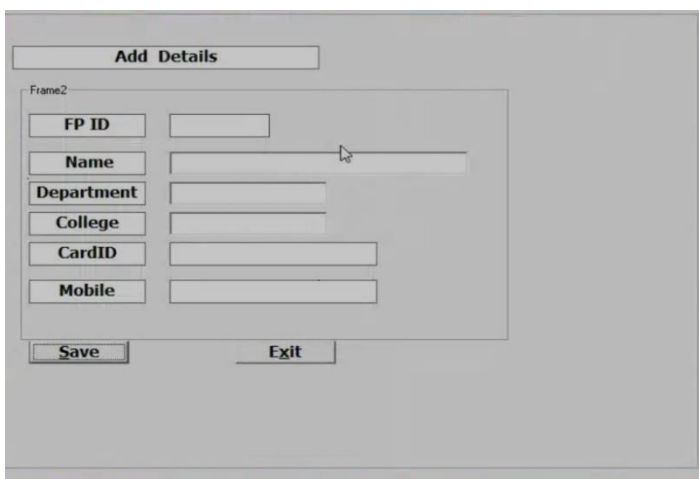 Add Details
Frame2
FP ID
Name
Department
College
CardID
Mobile
Save Exit